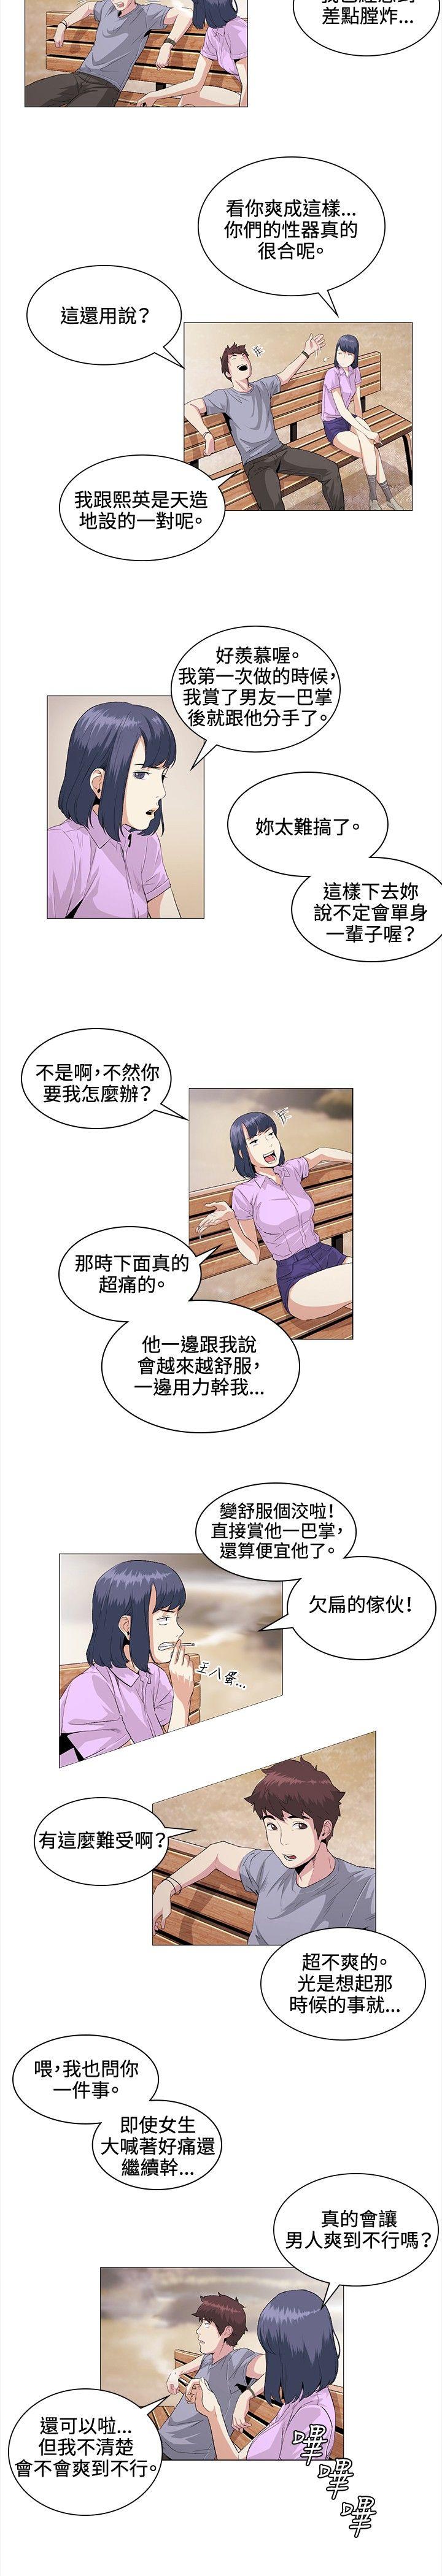 差點膛炸…
看你爽成這樣…
你們的性器真的
很合呢。
這還用說？
我跟熙英是天造
地設的一對呢。
好羨慕喔。
我第一次做的時候，
我賞了男友一巴掌
後就跟他分手了。
妳太難搞了。
這樣下去妳
說不定會單身
一輩子喔？
不是啊，不然你
要我怎麼辦？
那時下面真的
超痛的。
他一邊跟我說
會越來越舒服，
一邊用力幹我…
變舒服個洨啦！
直接賞他一巴掌，
還算便宜他了。
欠扁的傢伙！
王八蛋…
有這麼難受啊？
超不爽的。
光是想起那
時候的事就…
喂，我也問你
一件事。
即使女生
大喊著好痛還
繼續幹…
真的會讓
男人爽到不行嗎？
還可以啦…
但我不清楚
會不會爽到不行。
嗶
嗶
嗶